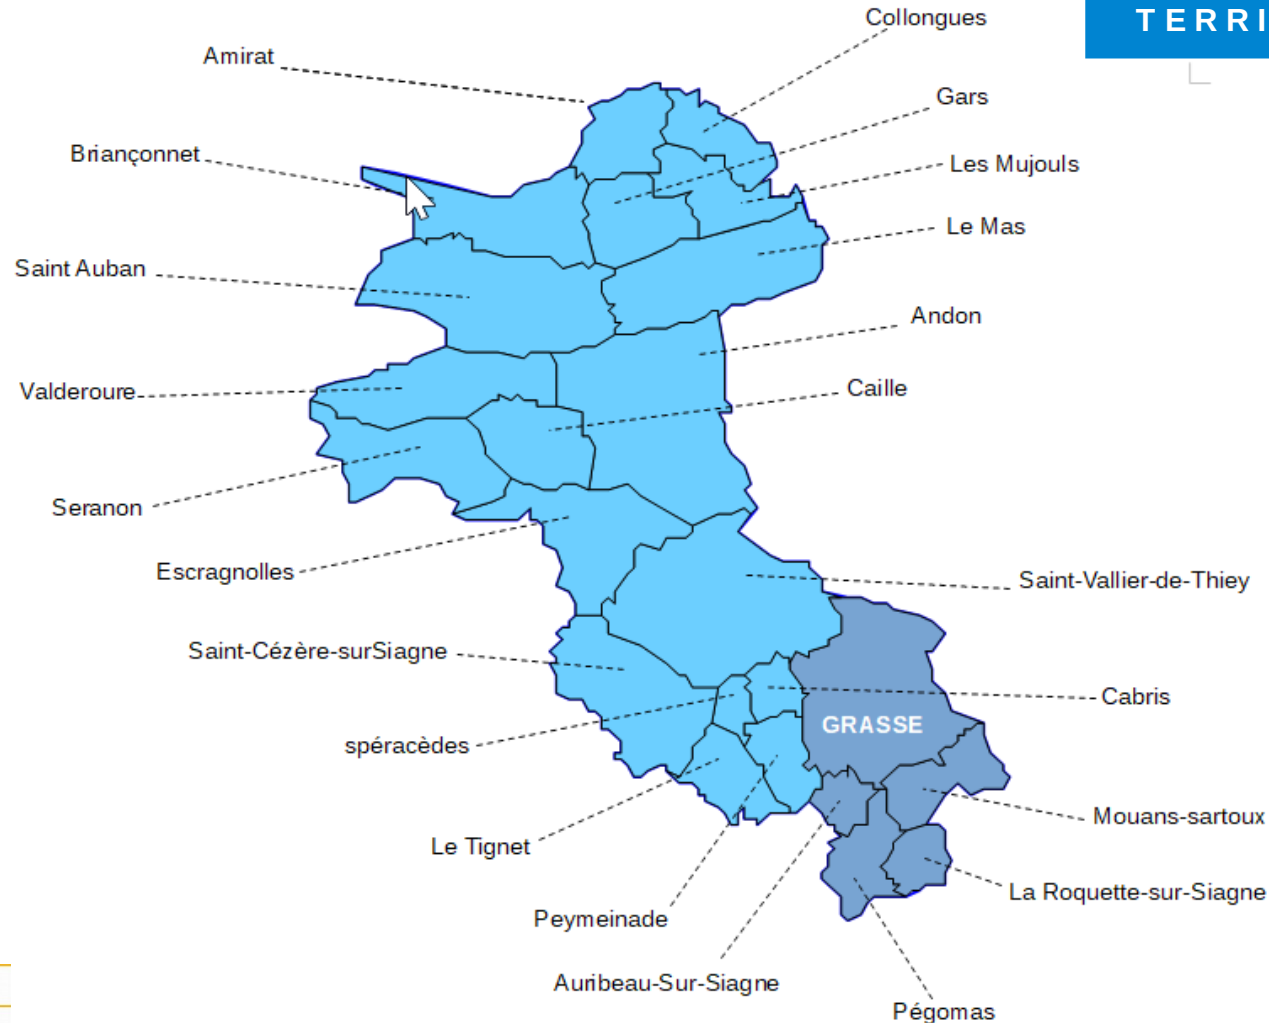 TERRI
Collongues
Amirat
Gars
Briançonnet
Les Mujouls
Le Mas
Saint Auban
Andon
Valderoure
Caille
Seranon
Escragnolles
Saint-Vallier-de-Thiey
Saint-Cézère-surSiagne
Cabris
GRASSE
spéracèdes
Mouans-sartoux
Le Tignet
La Roquette-sur-Siagne
Peymeinade
Auribeau-Sur-Siagne
Pégomas